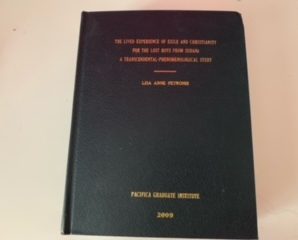 THE LIVED EXPERIENCE OF EXILE AND CHRISTIANITY
FOR THE LOST BOYS FROM SUDAN:
A TRANSCENDENTAL-PHENOMENOLOGICAL STUDY
LISA ANNE PETRONIS
PACIFICA GRADUATE INSTITUTE
2009